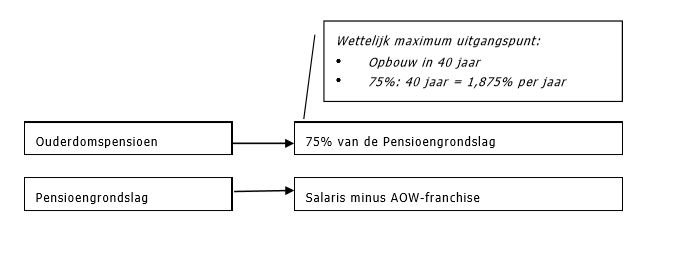 Wettelijk maximum uitgangspunt:
• Opbouw in 40 jaar
• 75%: 40 jaar = 1,875% per jaar
Ouderdomspensioen
75% van de Pensioengrondslag
Pensioengrondslag
Salaris minus AOW-franchise